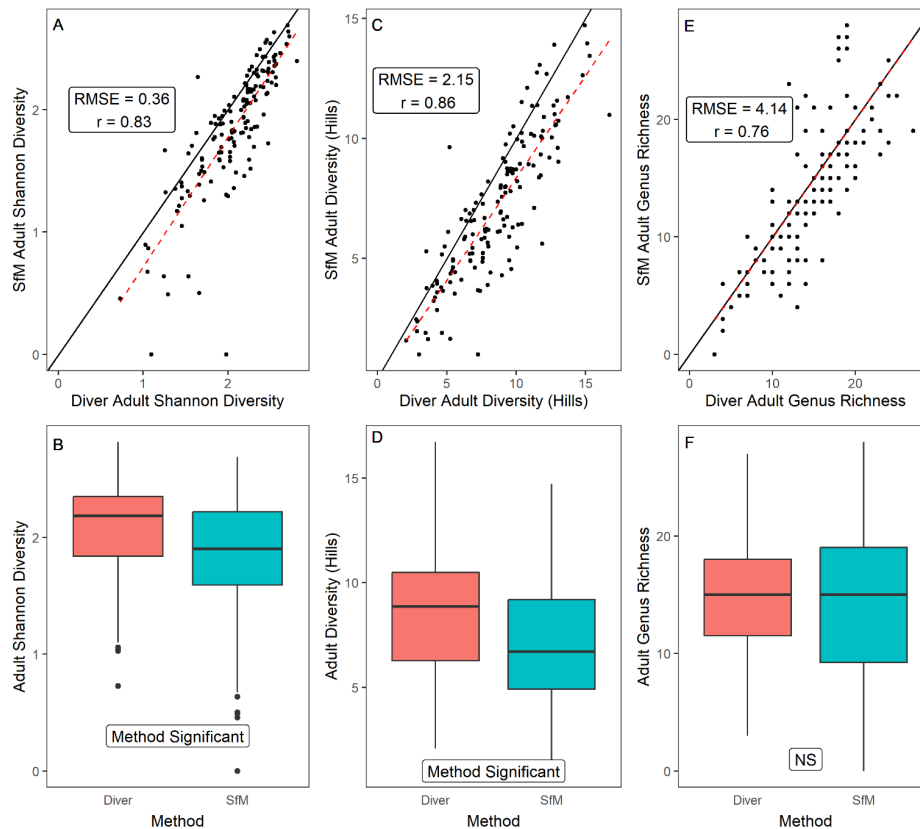 A
RMSE = 0.36
r = 0.83
SfM Adult Shannon Diversity
2
1
0
0
1
2
Diver Adult Shannon Diversity
C
RMSE = 2.15
r = 0.86
SfM Adult Diversity (Hills)
15
10
5
0
5
10
15
Diver Adult Diversity (Hills)
E
RMSE = 4.14
r = 0.76
SfM Adult Genus Richness
20
10
0
0
10
20
Diver Adult Genus Richness
B
Adult Shannon Diversity
2
1
0
Method Significant
Diver
SfM
Method
D
Adult Diversity (Hills)
15
10
5
Method Significant
Diver
SfM
Method
F
Adult Genus Richness
20
10
0
NS
Diver
SfM
Method